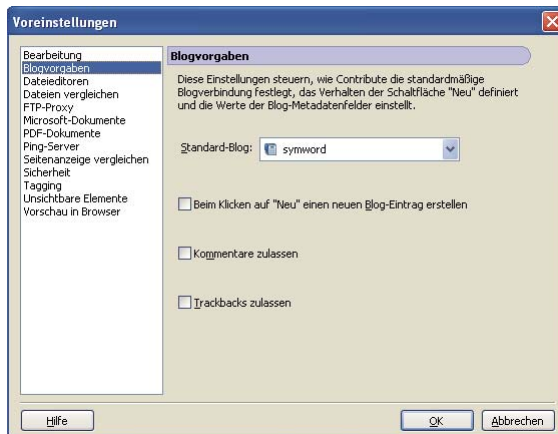 Voreinstellungen
Bearbeitung
Blogvorgaben
Dateieditoren
Dateien vergleichen
FTP-Proxy
Microsoft-Dokumente
PDF-Dokumente
Ping-Server
Seitenanzeige vergleichen
Sicherheit
Tagging
Unsichtbare Elemente
Vorschau in Browser
Blogvorgaben
Diese Einstellungen steuern, wie Contribute die standardmäßige
Blogverbindung festlegt, das Verhalten der Schaltfläche "Neu" definiert
und die Werte der Blog-Metadatenfelder einstellt.
Standard-Blog: symword
Beim Klicken auf "Neu" einen neuen Blog-Eintrag erstellen
Kommentare zulassen
Trackbacks zulassen
Hilfe
OK
Abbrechen